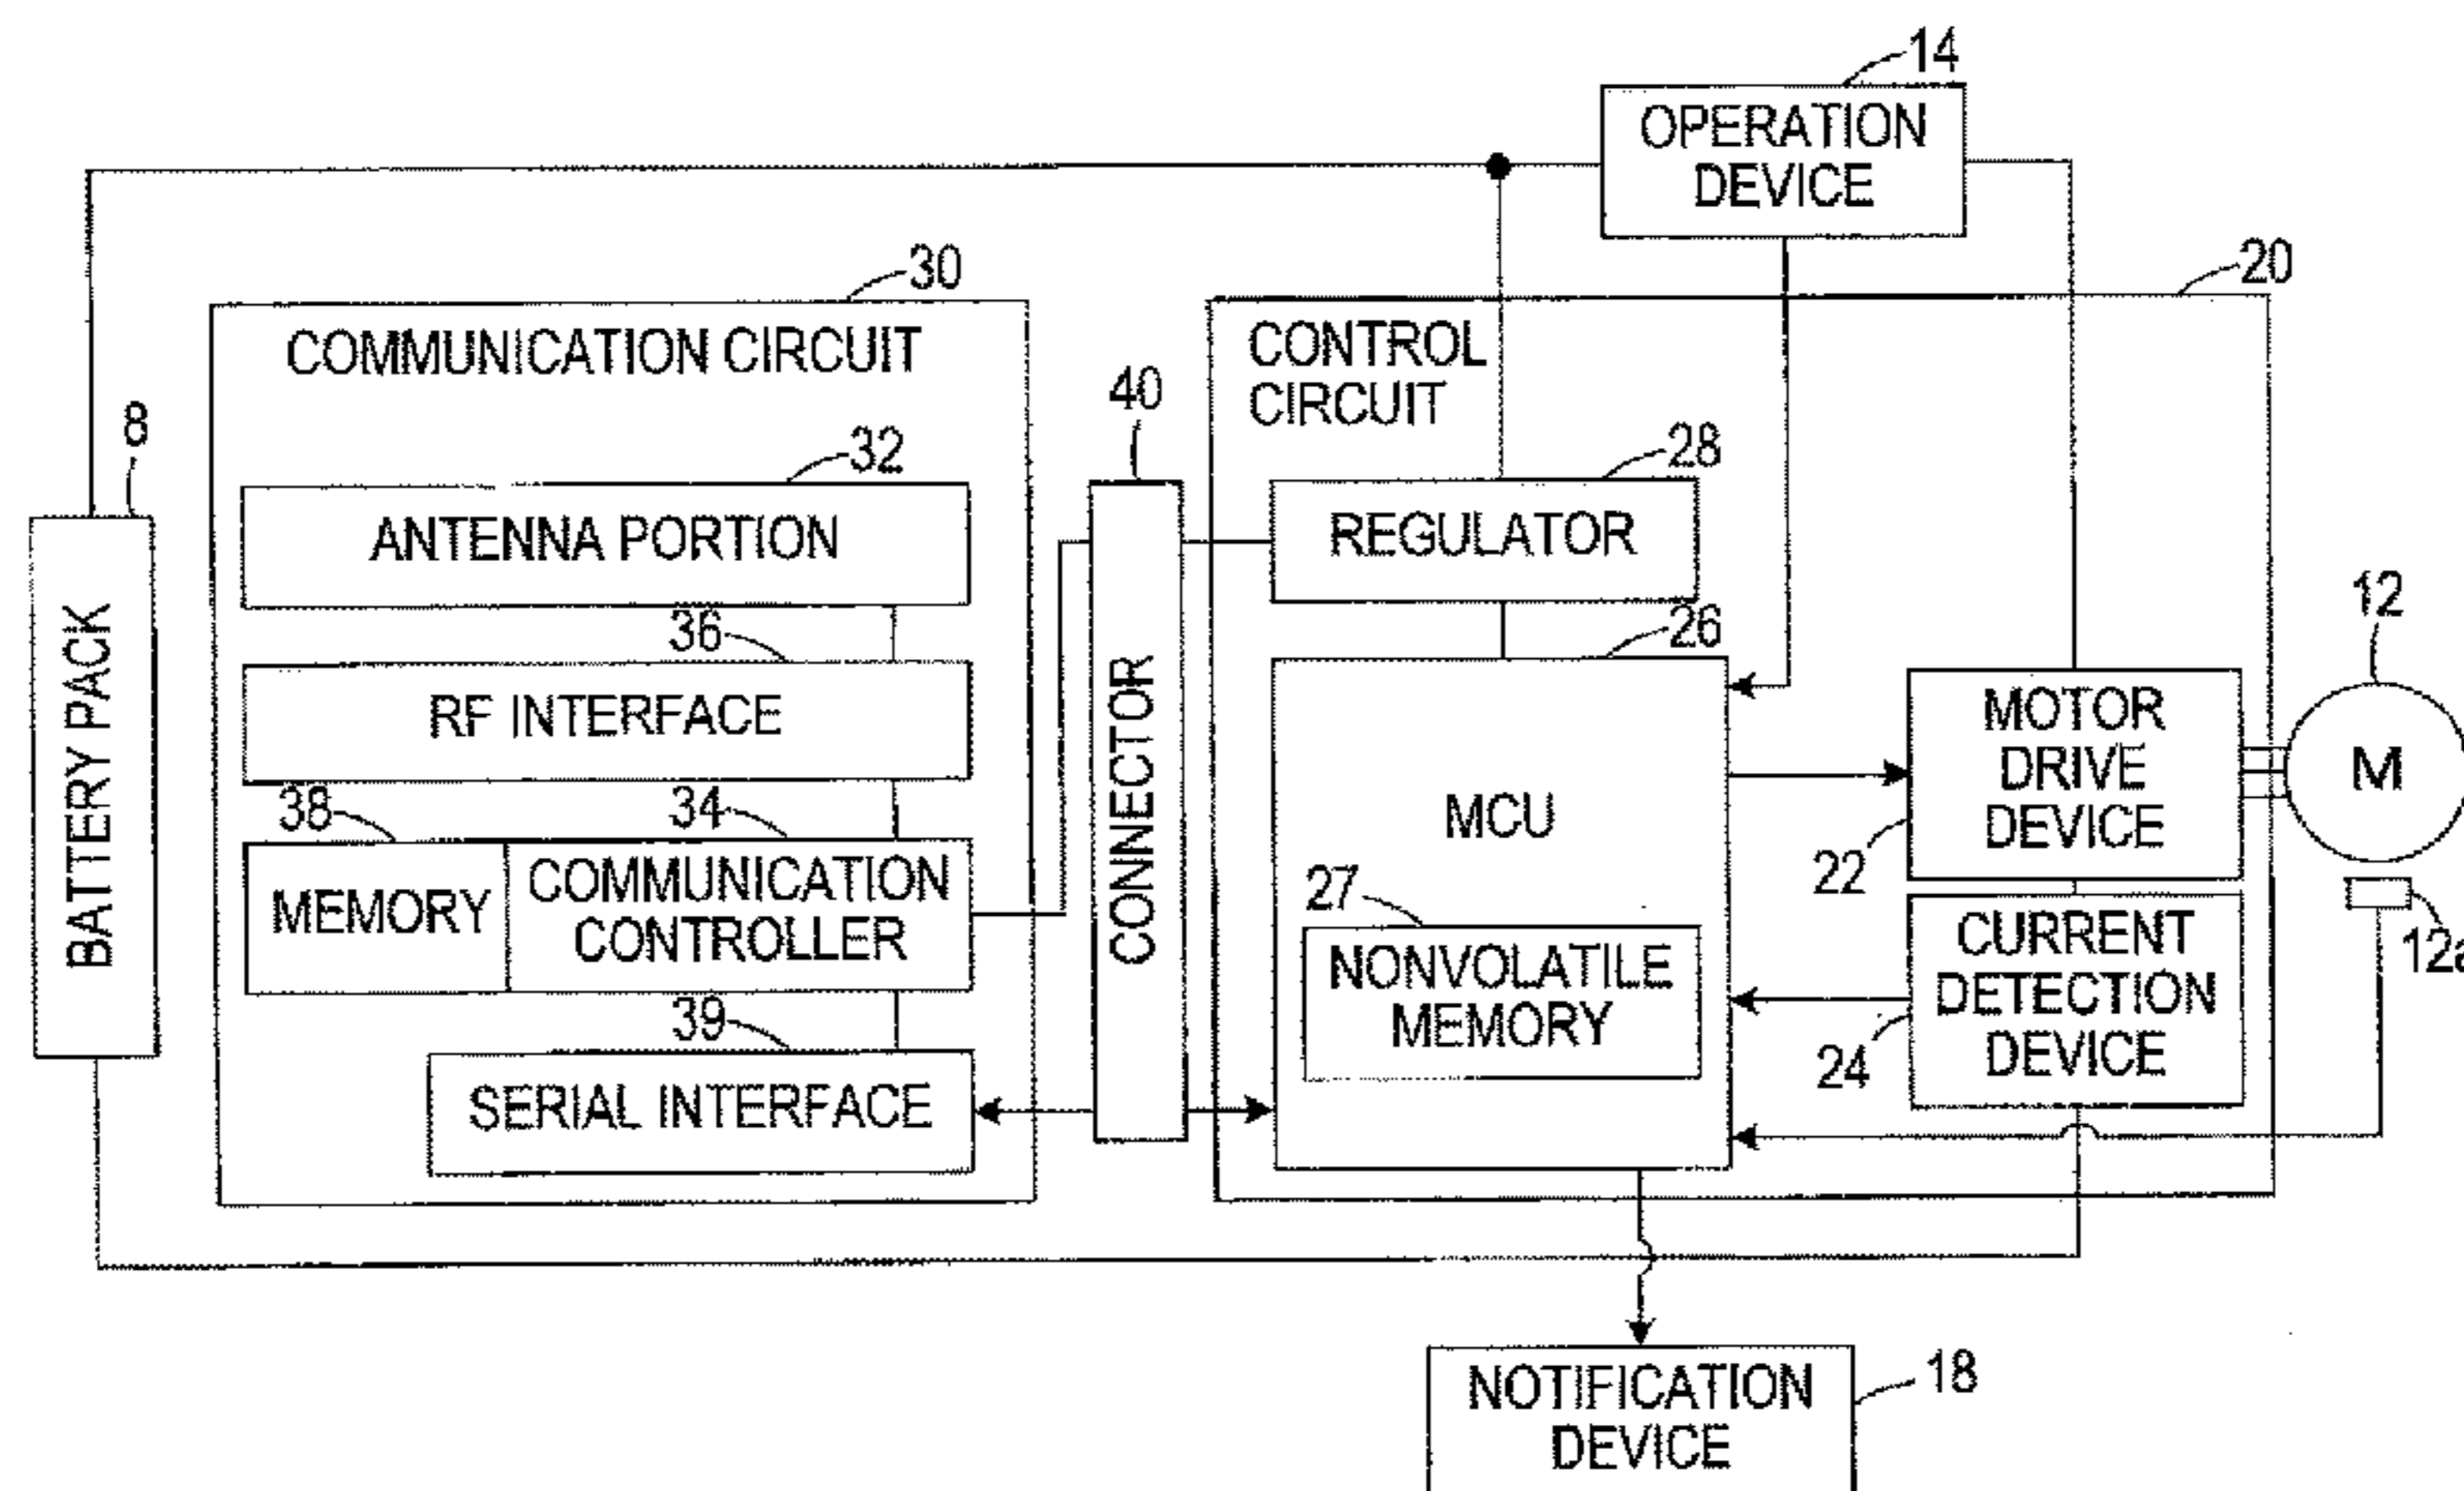 14
OPERATION
DEVICE
30
20
COMMUNICATION CIRCUIT
CONTROL
CIRCUIT
40
8
32
28
ANTENNA PORTION
REGULATOR
36
26
12
RF INTERFACE
BATTERY PACK
CONNECTOR
MOTOR
DRIVE
DEVICE
M
38
34
MCU
22
MEMORY
COMMUNICATION
CONTROLLER
27
NONVOLATILE
MEMORY
CURRENT
DETECTION
DEVICE
12a
39
24
SERIAL INTERFACE
NOTIFICATION
DEVICE
18